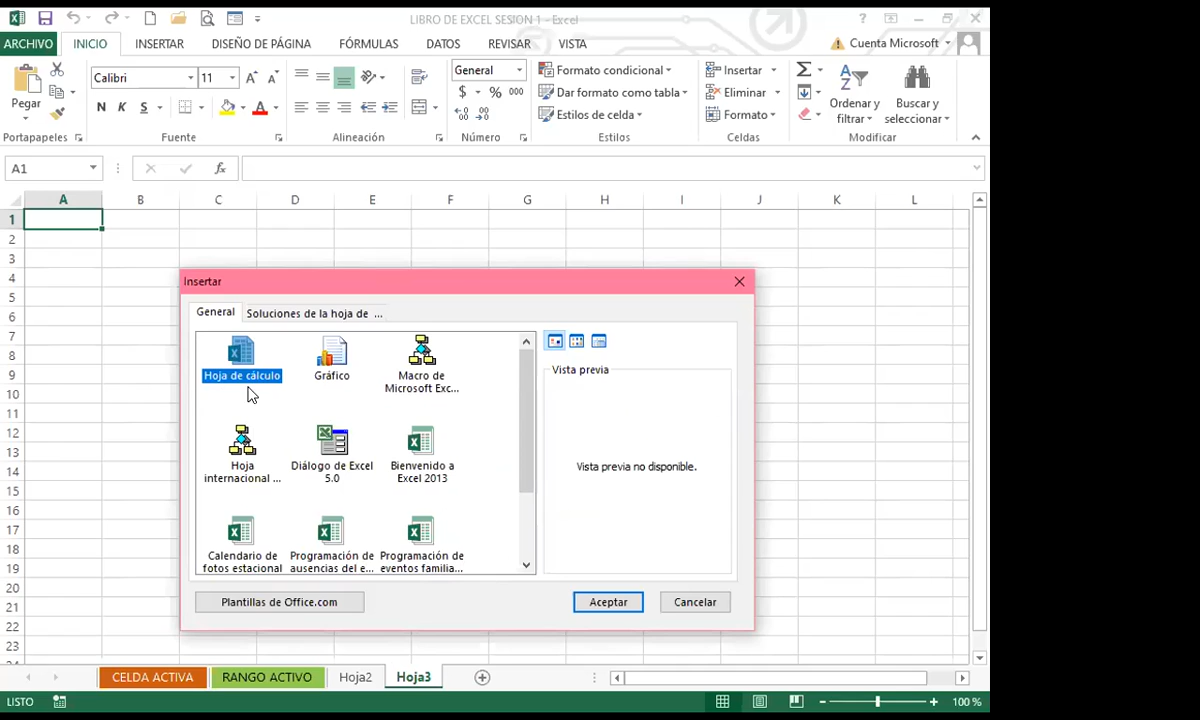 LIBRO DE EXCEL SESION 1 - Excel
?
ARCHIVO INICIO INSERTAR DISEÑO DE PÁGINA FÓRMULAS DATOS REVISAR VISTA Cuenta Microsoft
Calibri 11 General Formato condicional Insertar
Pegar $ % 000 Dar formato como tabla Eliminar Ordenar y filtrar Buscar y seleccionar
N K S A Estilos de celda Formato
Portapapeles Fuente Alineación Número Estilos Celdas Modificar
A1 fx
A B C D E F G H I J K L
1
2
3
4
5
6
7
8
9
10
11
12
13
14
15
16
17
18
19
20
21
22
23
24
Insertar
General Soluciones de la hoja de ...
Hoja de cálculo Gráfico Macro de
Microsoft Exc...
Hoja Diálogo de Excel Bienvenido a
internacional ... 5.0 Excel 2013
Calendario de Programación de Programación de
fotos estacional ausencias del e... eventos familia...
Vista previa
Vista previa no disponible.
Plantillas de Office.com Aceptar Cancelar
CELDA ACTIVA RANGO ACTIVO Hoja2 Hoja3
LISTO 100 %